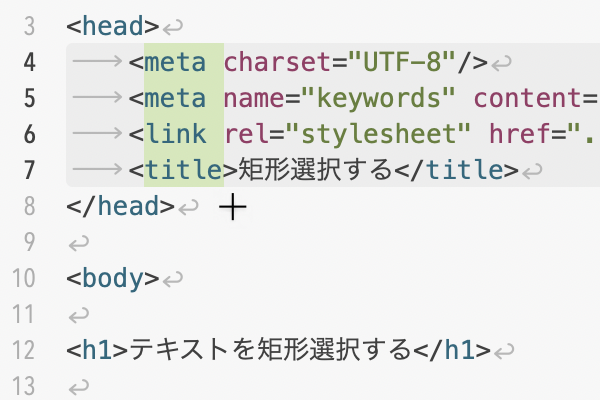 3 <head>
4 <meta charset="UTF-8"/>
5 <meta name="keywords" content=
6 <link rel="stylesheet" href=".
7 <title>矩形選択する</title>
8 </head>
9
10 <body>
11
12 <h1>テキストを矩形選択する</h1>
13